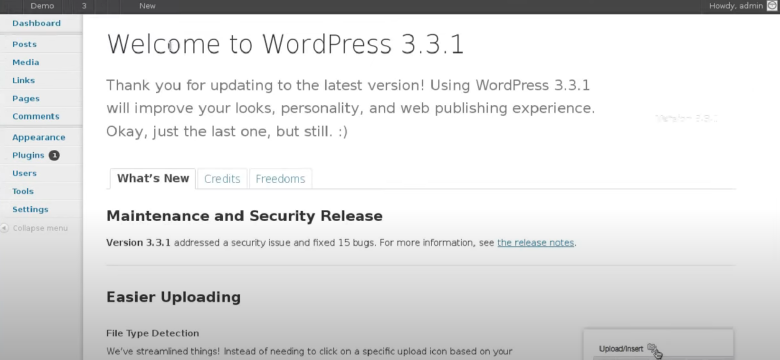 Demo 3 New Howdy, admin
Dashboard
Posts
Media
Links
Pages
Comments
Appearance
Plugins 1
Users
Tools
Settings
Collapse menu
Welcome to WordPress 3.3.1
Thank you for updating to the latest version! Using WordPress 3.3.1
will improve your looks, personality, and web publishing experience.
Okay, just the last one, but still. :)
Version 3.3.1
What's New Credits Freedoms
Maintenance and Security Release
Version 3.3.1 addressed a security issue and fixed 15 bugs. For more information, see the release notes.
Easier Uploading
File Type Detection
We've streamlined things! Instead of needing to click on a specific upload icon based on your
Upload/Insert